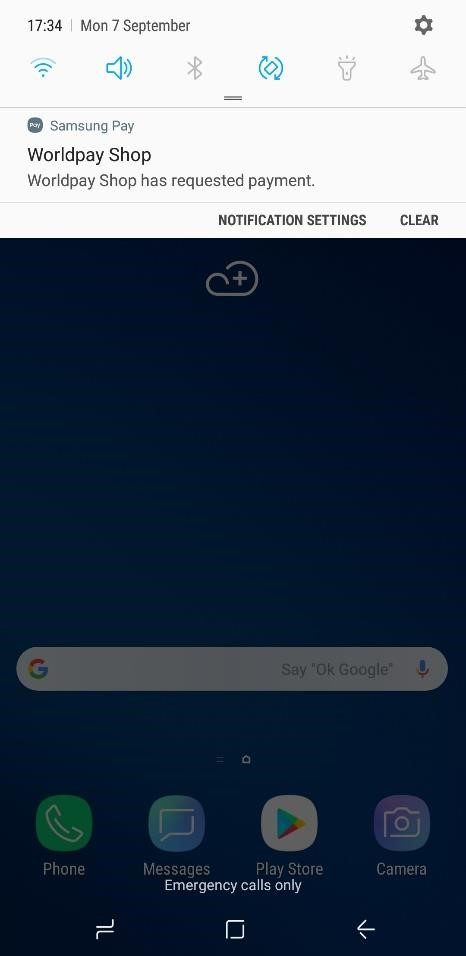 17:34 | Mon 7 September
Pay Samsung Pay
Worldpay Shop
Worldpay Shop has requested payment.
NOTIFICATION SETTINGS CLEAR
Say "Ok Google"
Phone Messages Play Store Camera
Emergency calls only